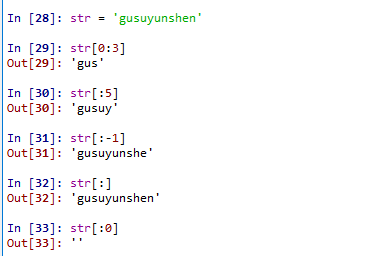 In [28]: str = 'gusuyunshen'
In [29]: str[0:3]
Out[29]: 'gus'
In [30]: str[:5]
Out[30]: 'gusuy'
In [31]: str[:-1]
Out[31]: 'gusuyunshe'
In [32]: str[:]
Out[32]: 'gusuyunshen'
In [33]: str[:0]
Out[33]: ''